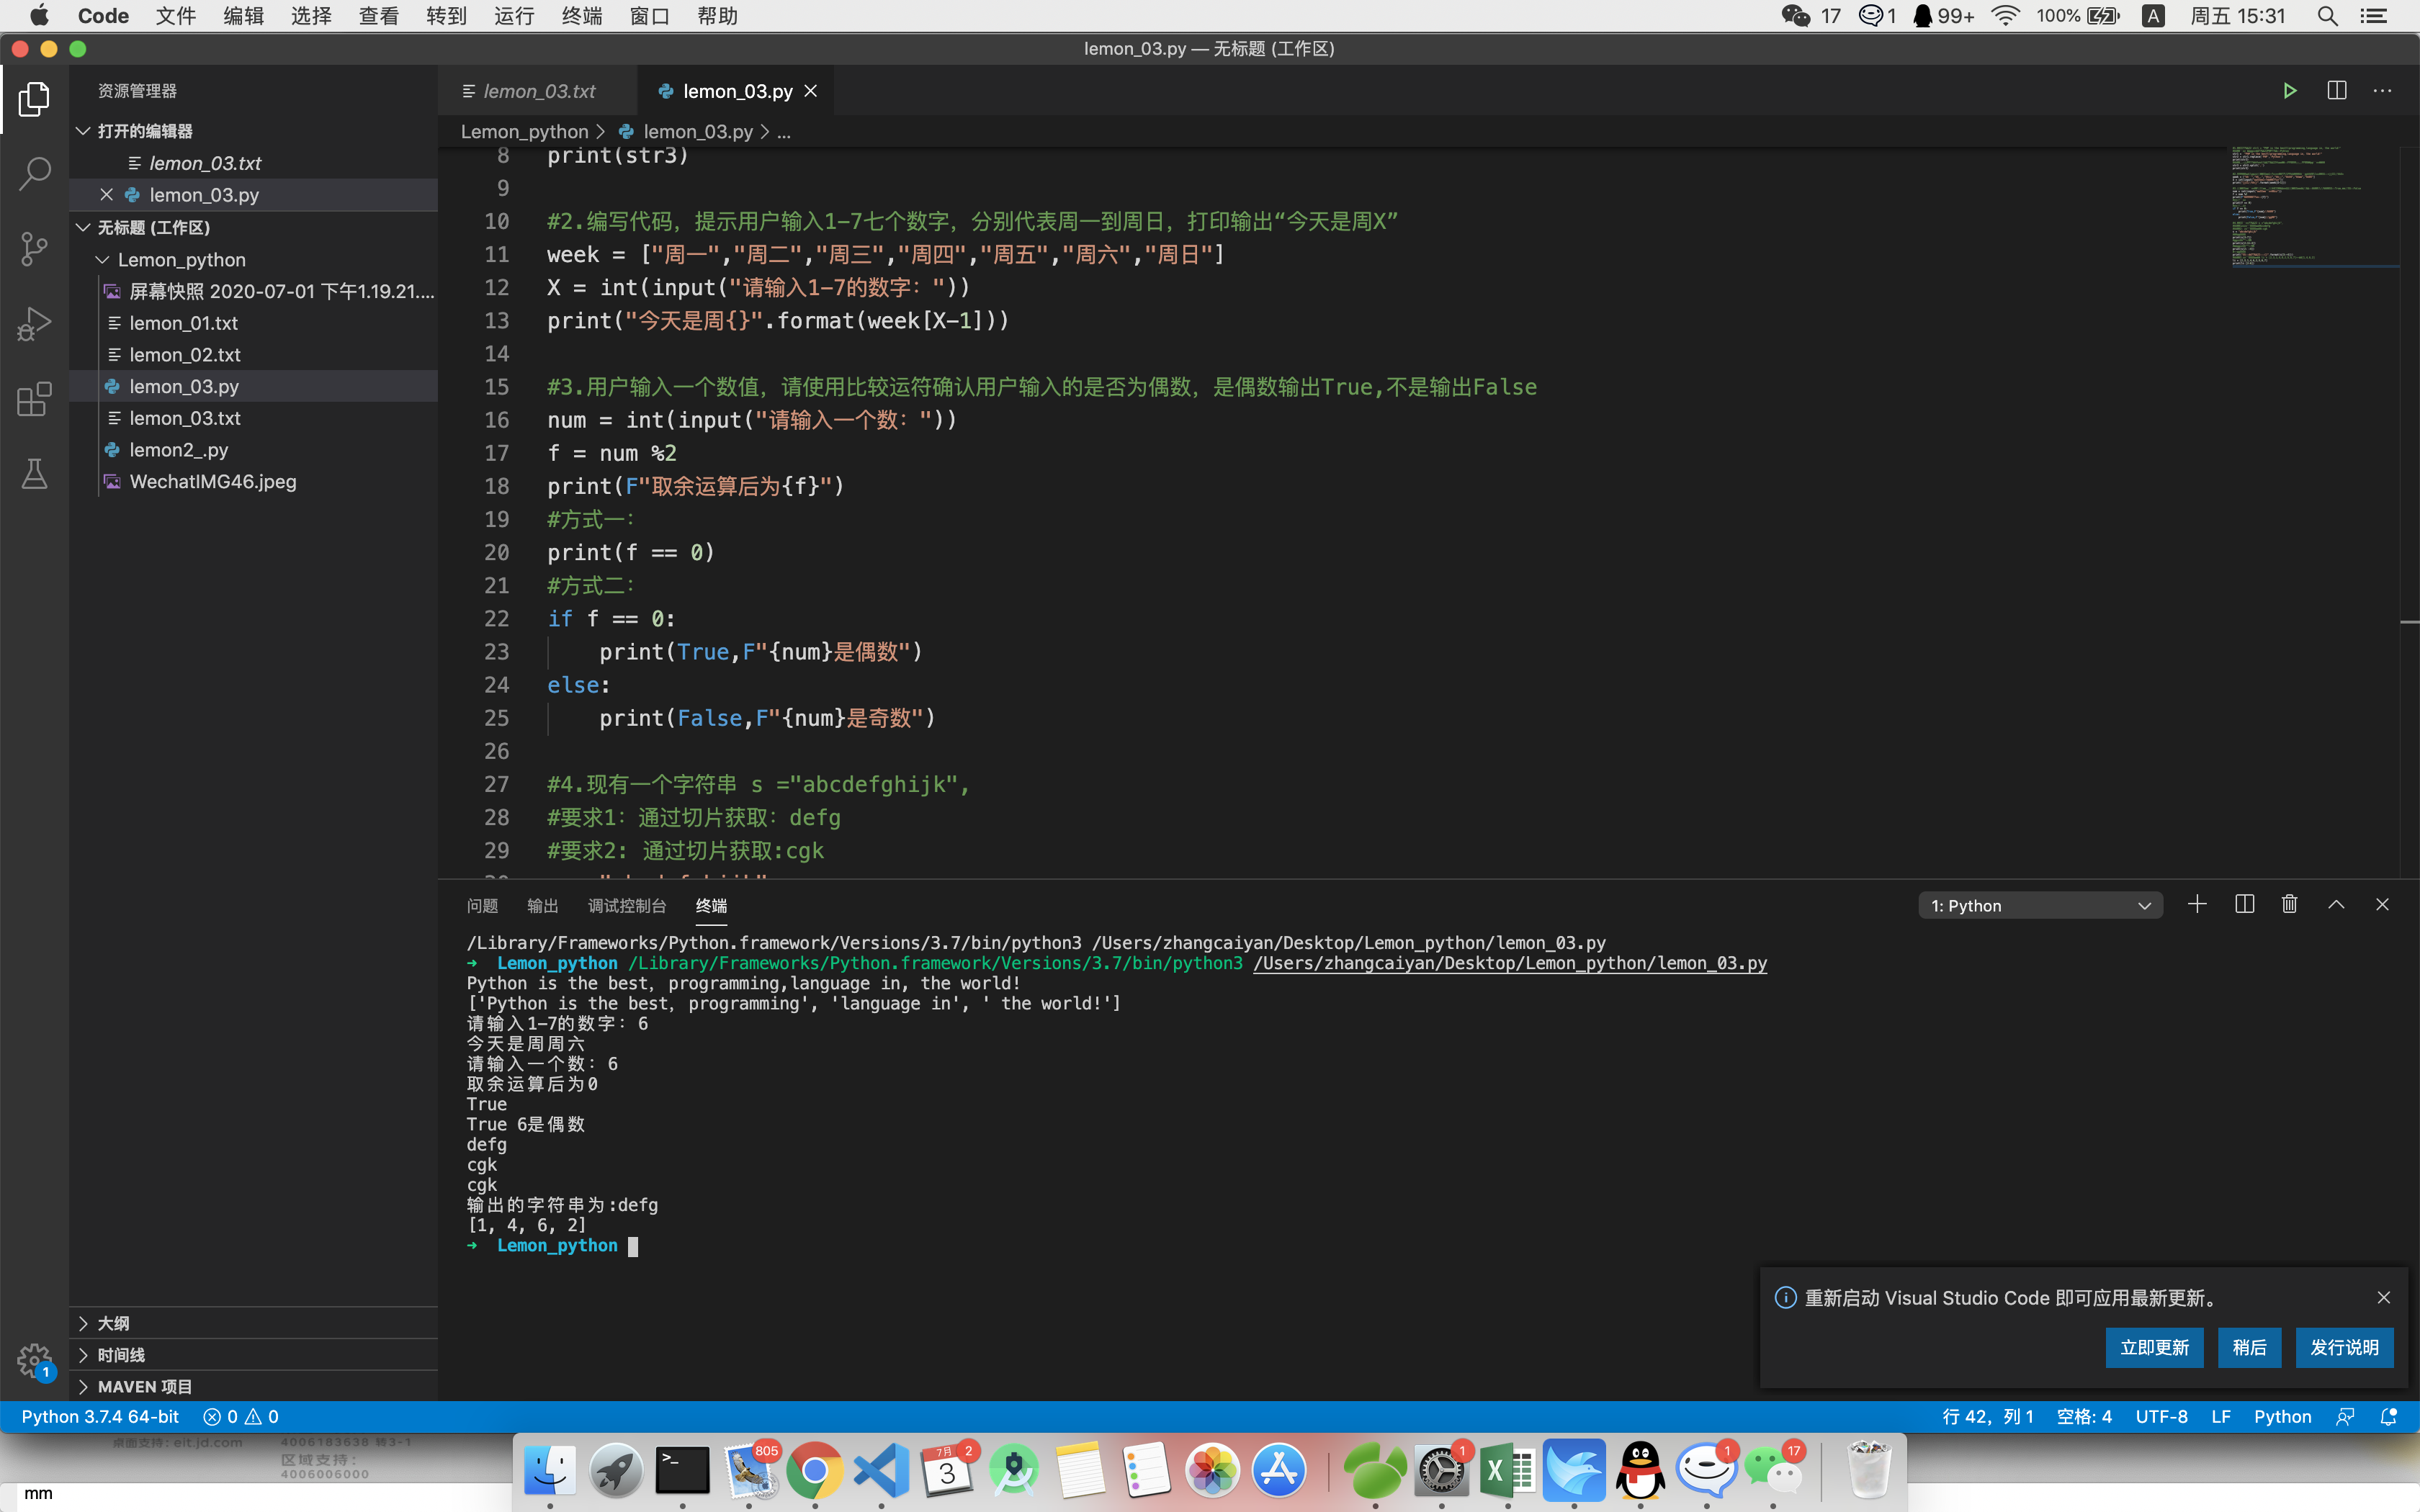 Code 文件 编辑 选择 查看 转到 运行 终端 窗口 帮助 17 1 99+ 100% A 周五 15:31
lemon_03.py — 无标题 (工作区)
资源管理器
打开的编辑器
lemon_03.txt
lemon_03.py
无标题 (工作区)
Lemon_python
屏幕快照 2020-07-01 下午1.19.21....
lemon_01.txt
lemon_02.txt
lemon_03.py
lemon_03.txt
lemon2_.py
WechatIMG46.jpeg
大纲
时间线
MAVEN 项目
1
lemon_03.txt lemon_03.py
Lemon_python > lemon_03.py > ...
8 print(str3)
9
10 #2.编写代码，提示用户输入1-7七个数字，分别代表周一到周日，打印输出“今天是周X”
11 week = ["周一","周二","周三","周四","周五","周六","周日"]
12 X = int(input("请输入1-7的数字："))
13 print("今天是周{}".format(week[X-1]))
14
15 #3.用户输入一个数值，请使用比较运符确认用户输入的是否为偶数，是偶数输出True,不是输出False
16 num = int(input("请输入一个数："))
17 f = num %2
18 print(F"取余运算后为{f}")
19 #方式一：
20 print(f == 0)
21 #方式二：
22 if f == 0:
23 print(True,F"{num}是偶数")
24 else:
25 print(False,F"{num}是奇数")
26
27 #4.现有一个字符串 s ="abcdefghijk",
28 #要求1：通过切片获取：defg
29 #要求2: 通过切片获取:cgk
问题 输出 调试控制台 终端 1: Python
/Library/Frameworks/Python.framework/Versions/3.7/bin/python3 /Users/zhangcaiyan/Desktop/Lemon_python/lemon_03.py
➜ Lemon_python /Library/Frameworks/Python.framework/Versions/3.7/bin/python3 /Users/zhangcaiyan/Desktop/Lemon_python/lemon_03.py
Python is the best，programming,language in, the world!
['Python is the best，programming', 'language in', ' the world!']
请输入1-7的数字：6
今天是周周六
请输入一个数：6
取余运算后为0
True
True 6是偶数
defg
cgk
cgk
输出的字符串为:defg
[1, 4, 6, 2]
➜ Lemon_python
重新启动 Visual Studio Code 即可应用最新更新。
立即更新 稍后 发行说明
Python 3.7.4 64-bit 0 0 行 42，列 1 空格: 4 UTF-8 LF Python
桌面支持：eit.jd.com 4006183638 转3-1
区域支持：
4006006000
mm
805 7月 3 2 1 1 17